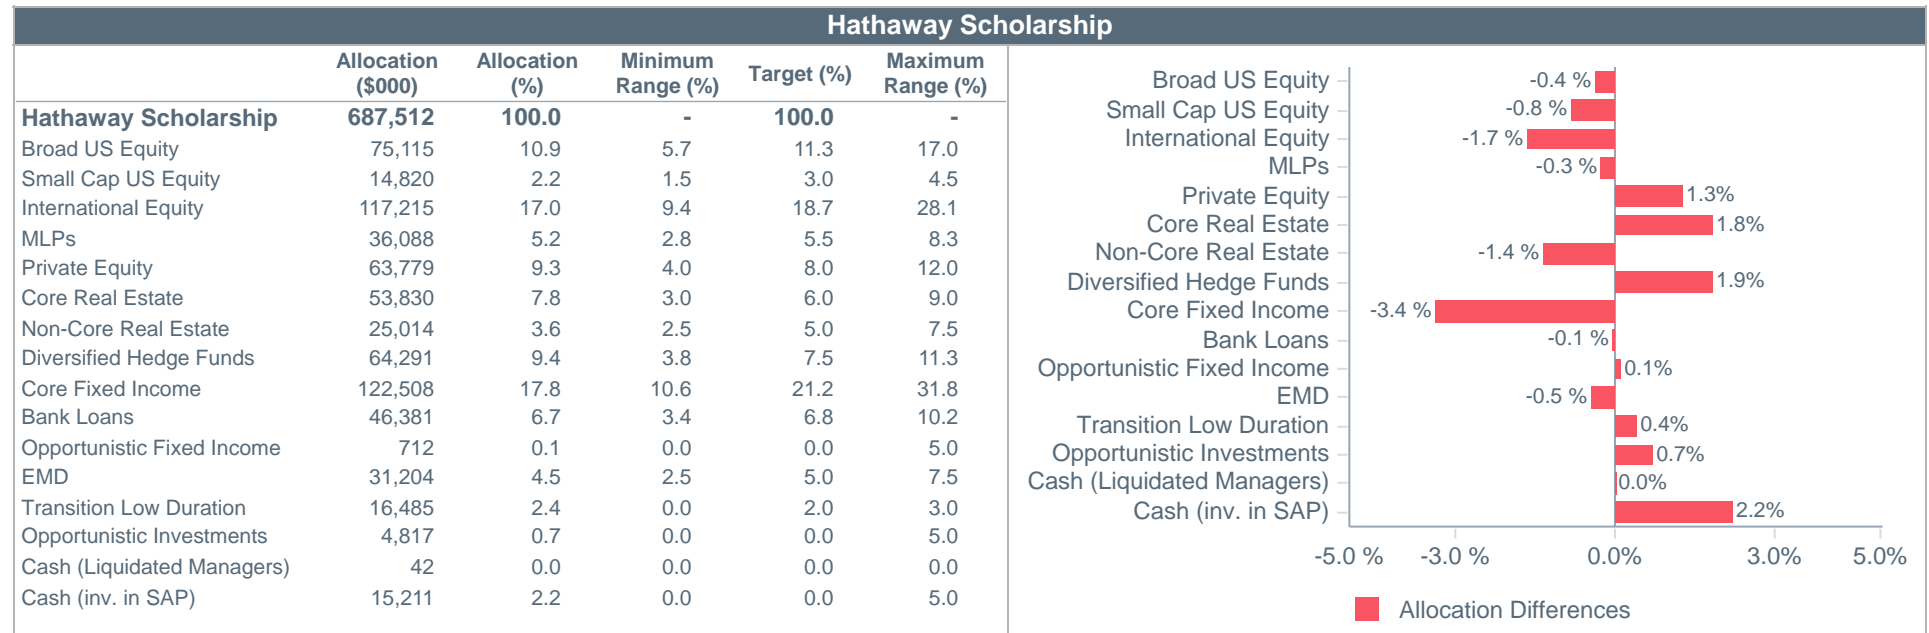 Hathaway Scholarship
Allocation ($000) Allocation (%) Minimum Range (%) Target (%) Maximum Range (%)
Hathaway Scholarship 687,512 100.0 - 100.0 -
Broad US Equity 75,115 10.9 5.7 11.3 17.0
Small Cap US Equity 14,820 2.2 1.5 3.0 4.5
International Equity 117,215 17.0 9.4 18.7 28.1
MLPs 36,088 5.2 2.8 5.5 8.3
Private Equity 63,779 9.3 4.0 8.0 12.0
Core Real Estate 53,830 7.8 3.0 6.0 9.0
Non-Core Real Estate 25,014 3.6 2.5 5.0 7.5
Diversified Hedge Funds 64,291 9.4 3.8 7.5 11.3
Core Fixed Income 122,508 17.8 10.6 21.2 31.8
Bank Loans 46,381 6.7 3.4 6.8 10.2
Opportunistic Fixed Income 712 0.1 0.0 0.0 5.0
EMD 31,204 4.5 2.5 5.0 7.5
Transition Low Duration 16,485 2.4 0.0 2.0 3.0
Opportunistic Investments 4,817 0.7 0.0 0.0 5.0
Cash (Liquidated Managers) 42 0.0 0.0 0.0 0.0
Cash (inv. in SAP) 15,211 2.2 0.0 0.0 5.0
Broad US Equity -0.4 %
Small Cap US Equity -0.8 %
International Equity -1.7 %
MLPs -0.3 %
Private Equity 1.3%
Core Real Estate 1.8%
Non-Core Real Estate -1.4 %
Diversified Hedge Funds 1.9%
Core Fixed Income -3.4 %
Bank Loans -0.1 %
Opportunistic Fixed Income 0.1%
EMD -0.5 %
Transition Low Duration 0.4%
Opportunistic Investments 0.7%
Cash (Liquidated Managers) 0.0%
Cash (inv. in SAP) 2.2%
-5.0 % -3.0 % 0.0% 3.0% 5.0%
Allocation Differences